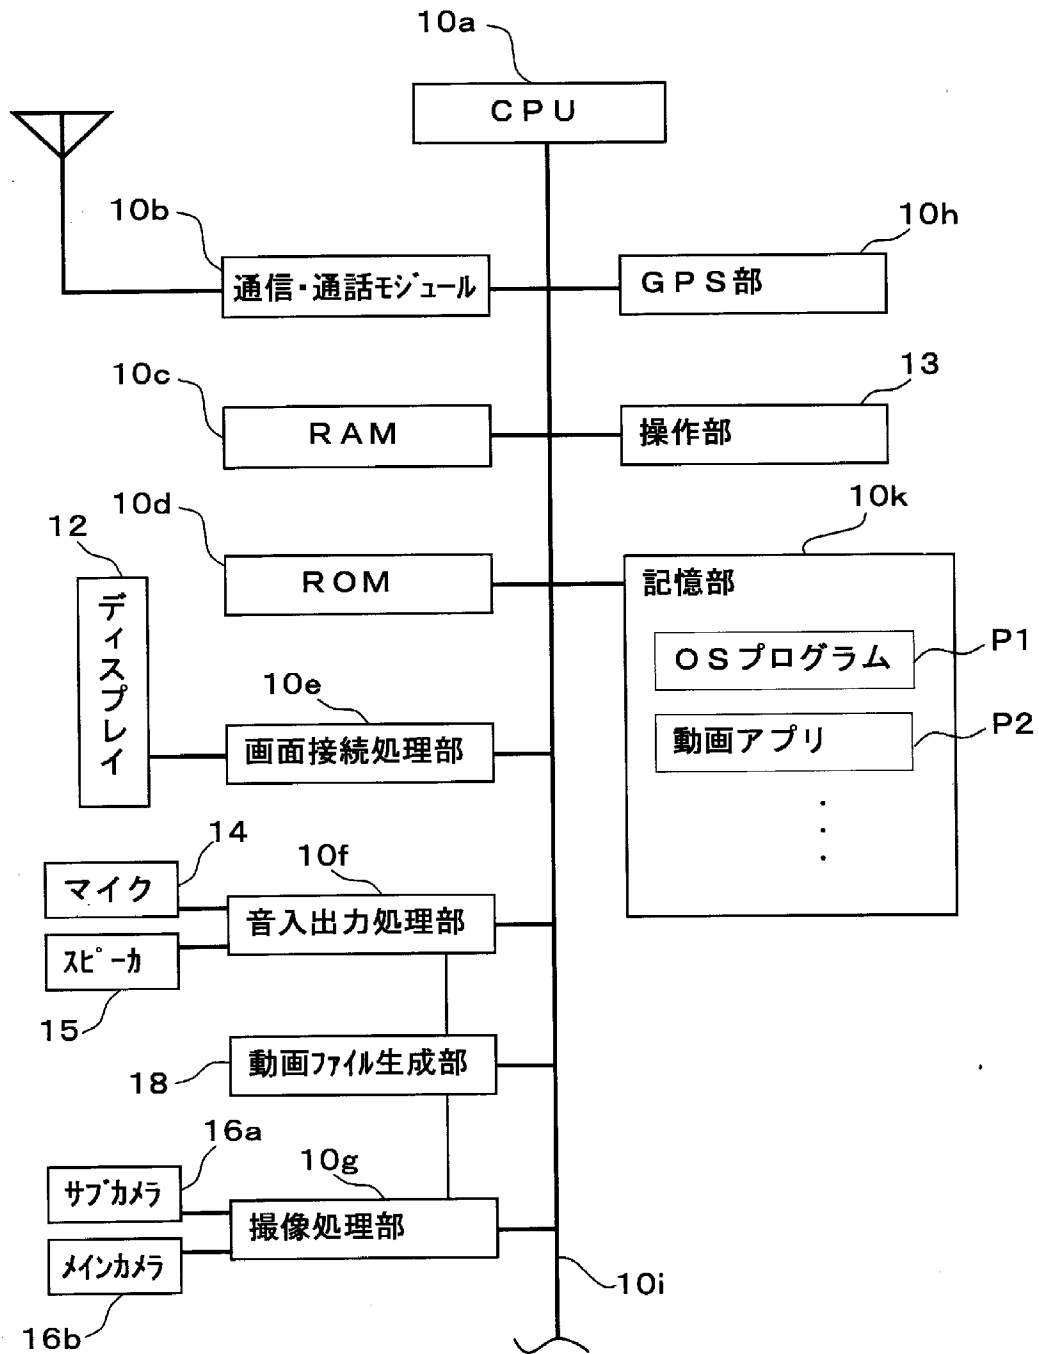 10a
CPU
10b
通信・通話ﾓｼﾞｭｰﾙ
10h
GPS部
10c
RAM
13
操作部
10d
ROM
10k
記憶部
OSプログラム
P1
動画アプリ
P2
12
ディスプレイ
10e
画面接続処理部
14
マイク
10f
音入出力処理部
ｽﾋﾟｰｶ
15
動画ﾌｧｲﾙ生成部
18
16a
ｻﾌﾞｶﾒﾗ
10g
撮像処理部
ﾒｲﾝｶﾒﾗ
16b
10i